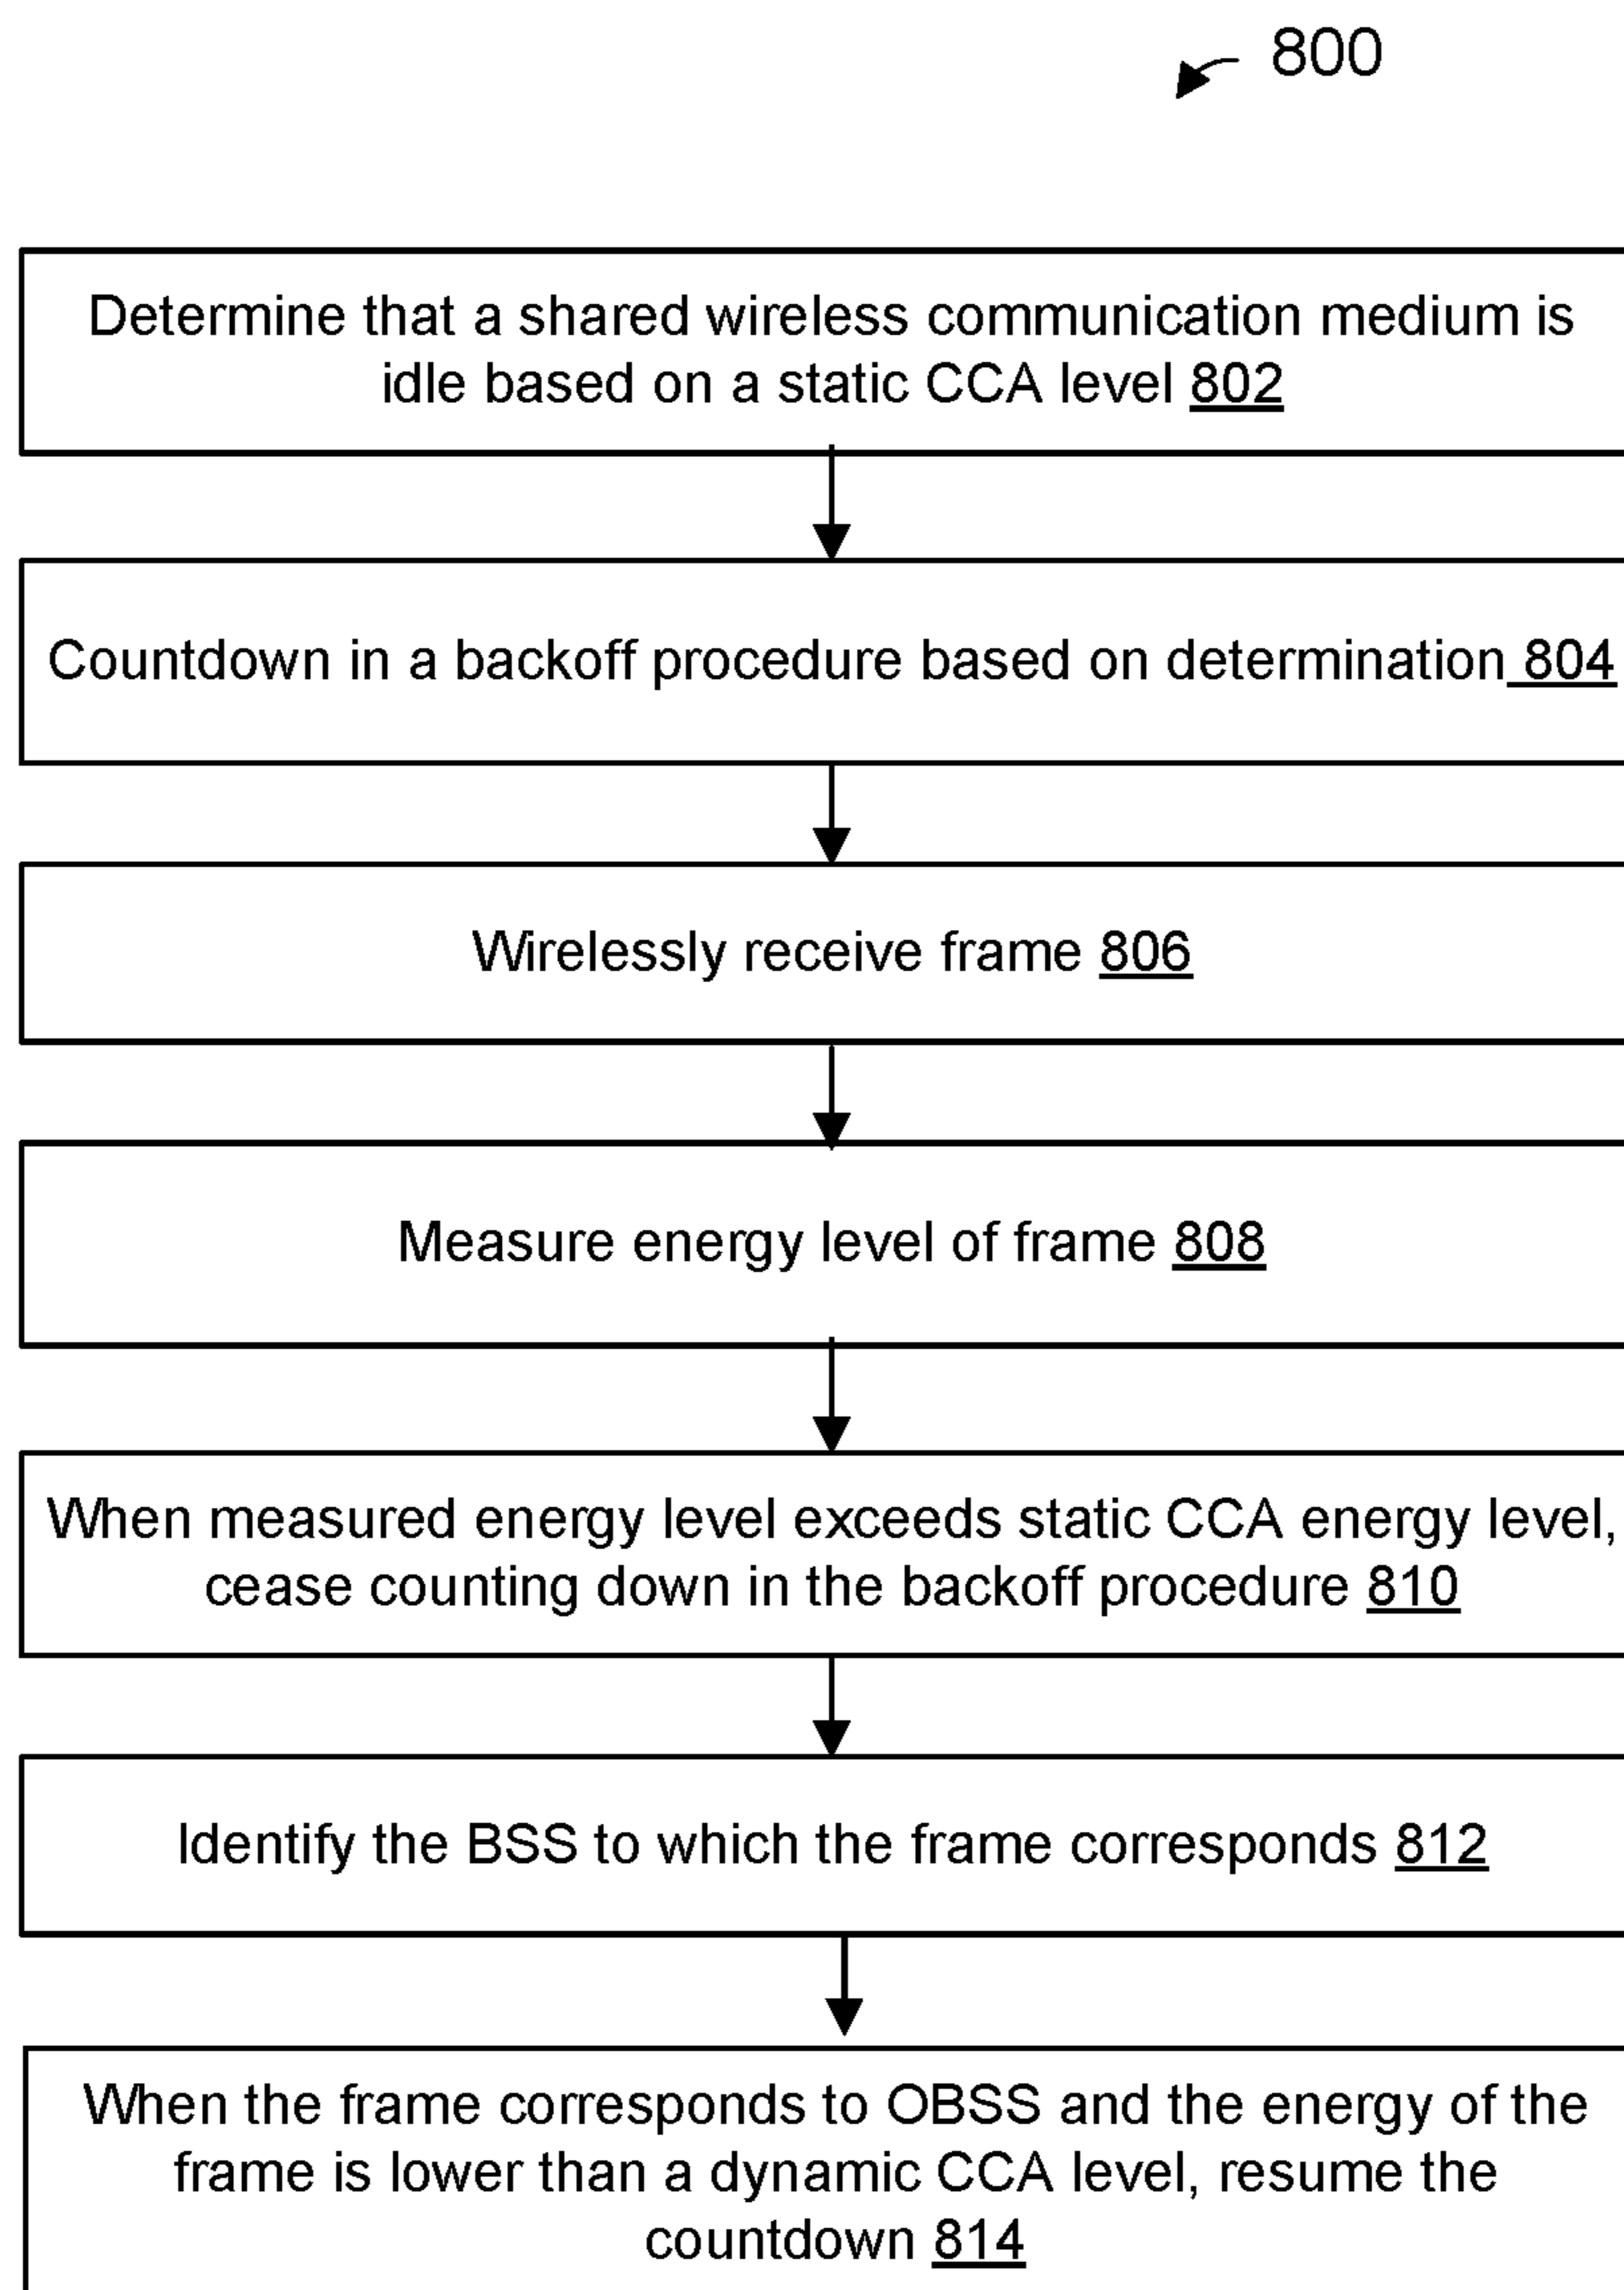 800
Determine that a shared wireless communication medium is
idle based on a static CCA level 802
Countdown in a backoff procedure based on determination 804
Wirelessly receive frame 806
Measure energy level of frame 808
When measured energy level exceeds static CCA energy level,
cease counting down in the backoff procedure 810
Identify the BSS to which the frame corresponds 812
When the frame corresponds to OBSS and the energy of the
frame is lower than a dynamic CCA level, resume the
countdown 814